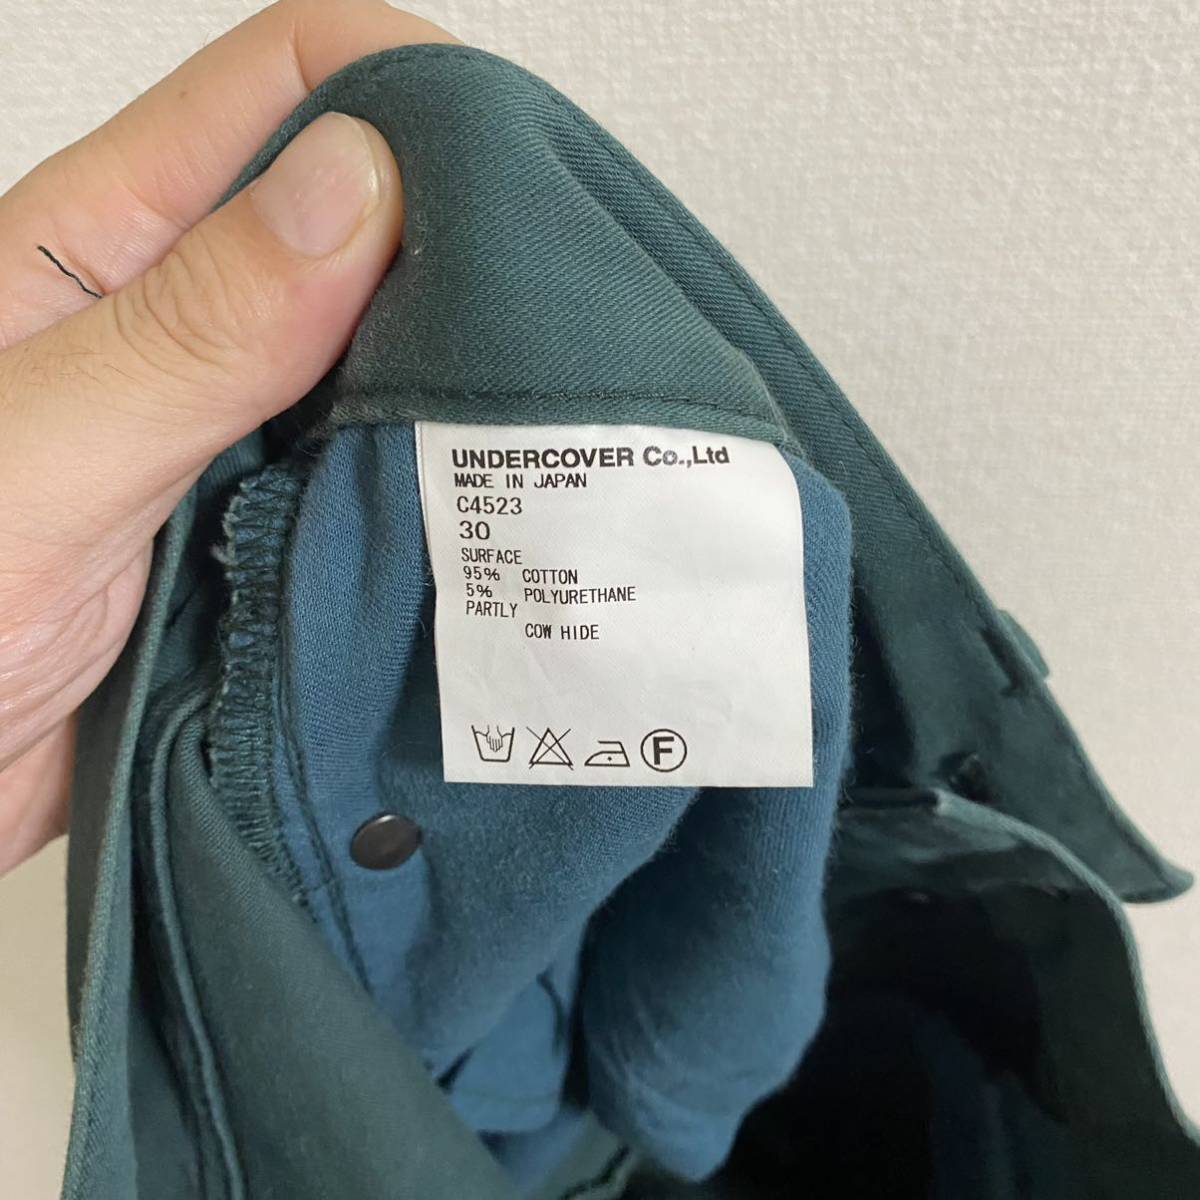 UNDERCOVER Co.,Ltd
MADE IN JAPAN
C4523
30
SURFACE
95% COTTON
5% POLYURETHANE
PARTLY
COW HIDE
F